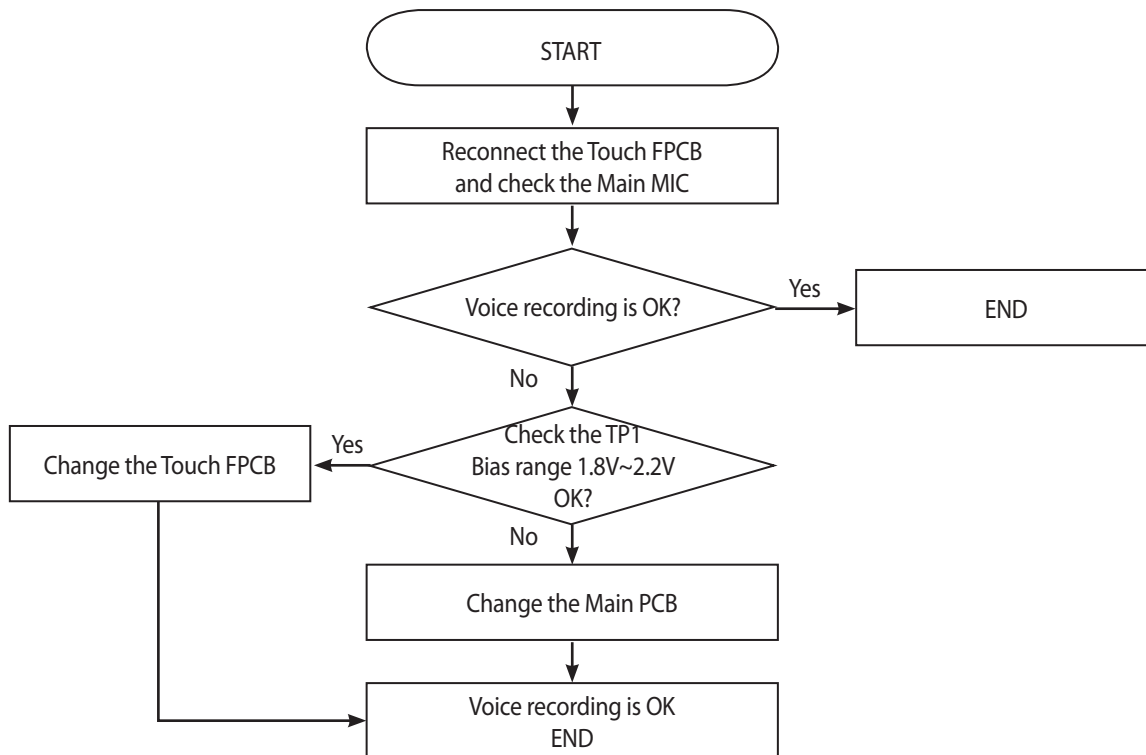 START
Reconnect the Touch FPCB
and check the Main MIC
Voice recording is OK?
Yes
END
No
Check the TP1
Bias range 1.8V~2.2V
OK?
Yes
Change the Touch FPCB
No
Change the Main PCB
Voice recording is OK
END